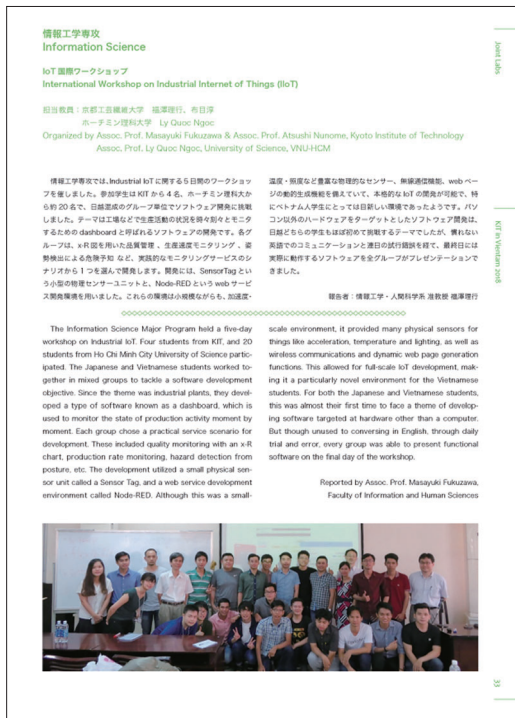 情報工学専攻
Information Science
IoT 国際ワークショップ
International Workshop on Industrial Internet of Things (IIoT)
担当教員：京都工芸繊維大学　福澤理行、布目淳
ホーチミン理科大学　Ly Quoc Ngoc
Organized by Assoc. Prof. Masayuki Fukuzawa & Assoc. Prof. Atsushi Nunome, Kyoto Institute of Technology
Assoc. Prof. Ly Quoc Ngoc, University of Science, VNU-HCM
情報工学専攻では、Industrial IoT に関する５日間のワークショッ
プを催しました。参加学生は KIT から 4 名、ホーチミン理科大か
ら約 20 名で、日越混成のグループ単位でソフトウェア開発に挑戦
しました。テーマは工場などで生産活動の状況を時々刻々とモニタ
するための dashboard と呼ばれるソフトウェアの開発です。各グ
ループは、x-R 図を用いた品質管理 、生産速度モニタリング 、姿
勢検出による危険予知 など、実践的なモニタリングサービスのシ
ナリオから 1 つを選んで開発します。開発には、SensorTag とい
う小型の物理センサーユニットと、Node-RED という web サービ
ス開発環境を用いました。これらの環境は小規模ながらも、加速度・
温度・照度など豊富な物理的なセンサー、無線通信機能、web ペー
ジの動的生成機能を備えていて、本格的な IoT の開発が可能で、特
にベトナム人学生にとっては目新しい環境であったようです。パソ
コン以外のハードウェアをターゲットとしたソフトウェア開発は、
日越どちらの学生もほぼ初めて挑戦するテーマでしたが、慣れない
英語でのコミュニケーションと連日の試行錯誤を経て、最終日には
実際に動作するソフトウェアを全グループがプレゼンテーションで
きました。
報告者：情報工学・人間科学系 准教授 福澤理行
The Information Science Major Program held a five-day
workshop on Industrial IoT. Four students from KIT, and 20
students from Ho Chi Minh City University of Science partic-
ipated. The Japanese and Vietnamese students worked to-
gether in mixed groups to tackle a software development
objective. Since the theme was industrial plants, they devel-
oped a type of software known as a dashboard, which is
used to monitor the state of production activity moment by
moment. Each group chose a practical service scenario for
development. These included quality monitoring with an x-R
chart, production rate monitoring, hazard detection from
posture, etc. The development utilized a small physical sen-
sor unit called a Sensor Tag, and a web service development
environment called Node-RED. Although this was a small-
scale environment, it provided many physical sensors for
things like acceleration, temperature and lighting, as well as
wireless communications and dynamic web page generation
functions. This allowed for full-scale IoT development, mak-
ing it a particularly novel environment for the Vietnamese
students. For both the Japanese and Vietnamese students,
this was almost their first time to face a theme of develop-
ing software targeted at hardware other than a computer.
But though unused to conversing in English, through daily
trial and error, every group was able to present functional
software on the final day of the workshop.
Reported by Assoc. Prof. Masayuki Fukuzawa,
Faculty of Information and Human Sciences
Joint Labs
KIT in Vietnam 2018
33